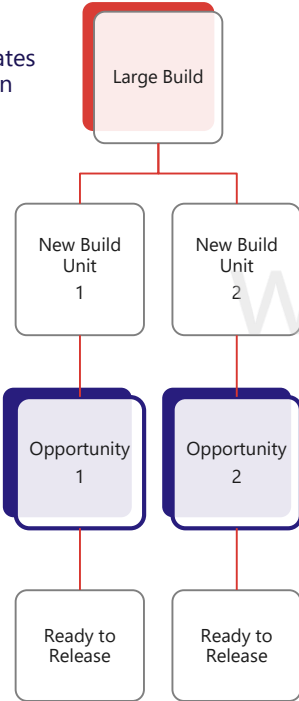 Large Build
New Build
Unit
1
New Build
Unit
2
Opportunity
1
Opportunity
2
Ready to
Release
Ready to
Release